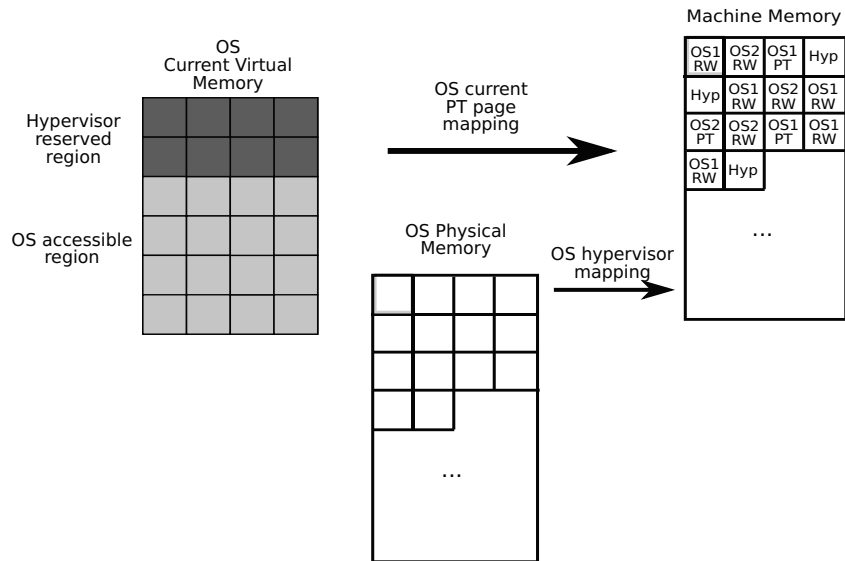 OS
Current Virtual
Memory
Hypervisor
reserved
region
OS accessible
region
OS current
PT page
mapping
OS Physical
Memory
...
OS hypervisor
mapping
Machine Memory
OS1 OS2 OS1 Hyp
RW RW PT
Hyp OS1 OS2 OS1
RW RW RW
OS2 OS2 OS1 OS1
PT RW PT RW
OS1 Hyp
RW
...